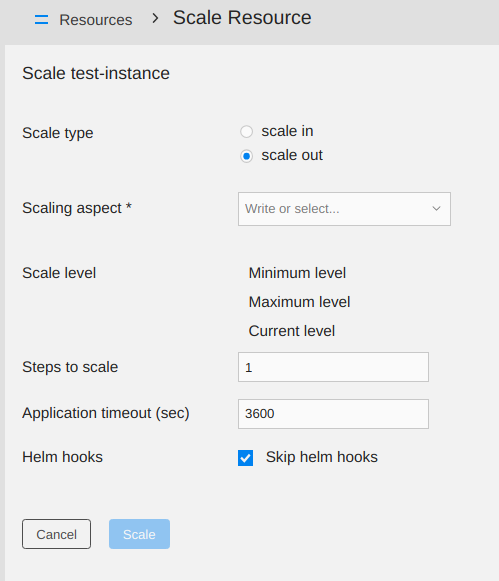 Resources > Scale Resource
Scale test-instance
Scale type
scale in
scale out
Scaling aspect *
Write or select...
Scale level
Minimum level
Maximum level
Current level
Steps to scale
1
Application timeout (sec)
3600
Helm hooks
Skip helm hooks
Cancel
Scale